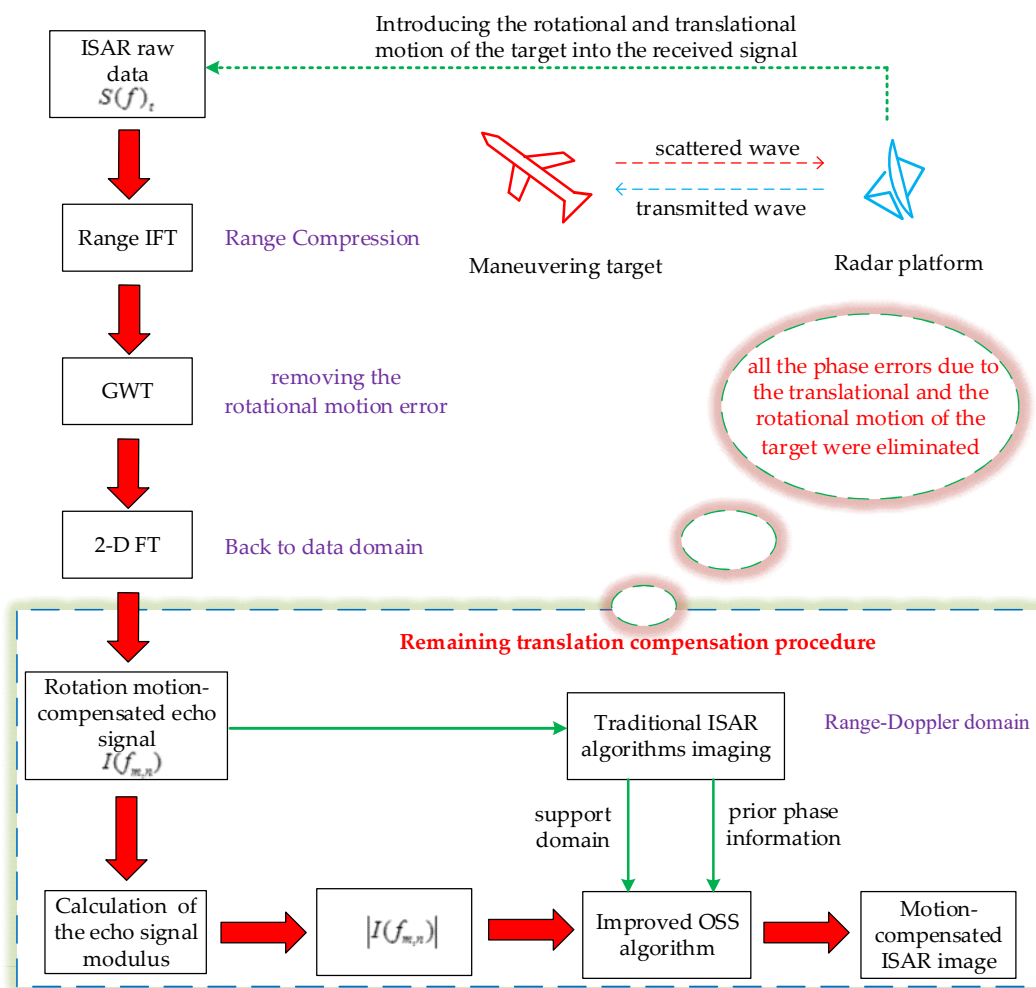 ISAR raw
data
S(f)_t
Introducing the rotational and translational
motion of the target into the received signal
scattered wave
transmitted wave
Maneuvering target
Radar platform
Range IFT
Range Compression
GWT
removing the
rotational motion error
all the phase errors due to
the translational and the
rotational motion of the
target were eliminated
2-D FT
Back to data domain
Remaining translation compensation procedure
Rotation motion-
compensated echo
signal
I(f_{m,n})
Traditional ISAR
algorithms imaging
Range-Doppler domain
support
domain
prior phase
information
Calculation of
the echo signal
modulus
|I(f_{m,n})|
Improved OSS
algorithm
Motion-
compensated
ISAR image